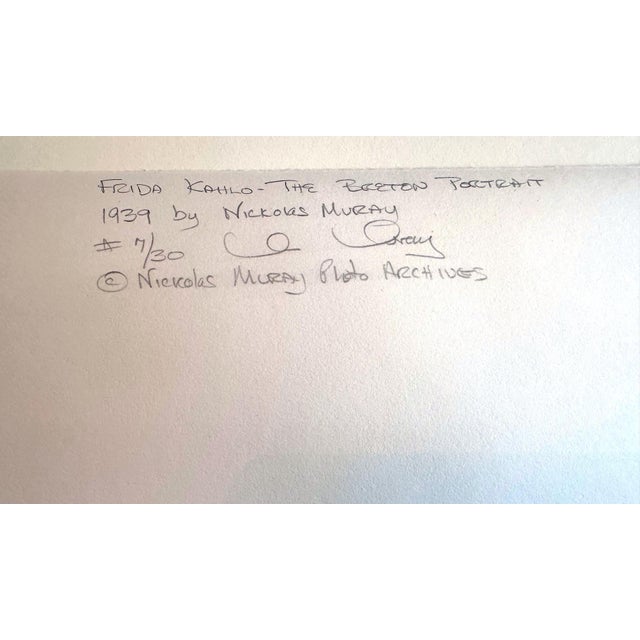 FRIDA KAHLO - THE BRETON PORTRAIT
1939 by NICKOLAS MURAY
# 7/30
© NICKOLAS MURAY Photo ARCHIVES